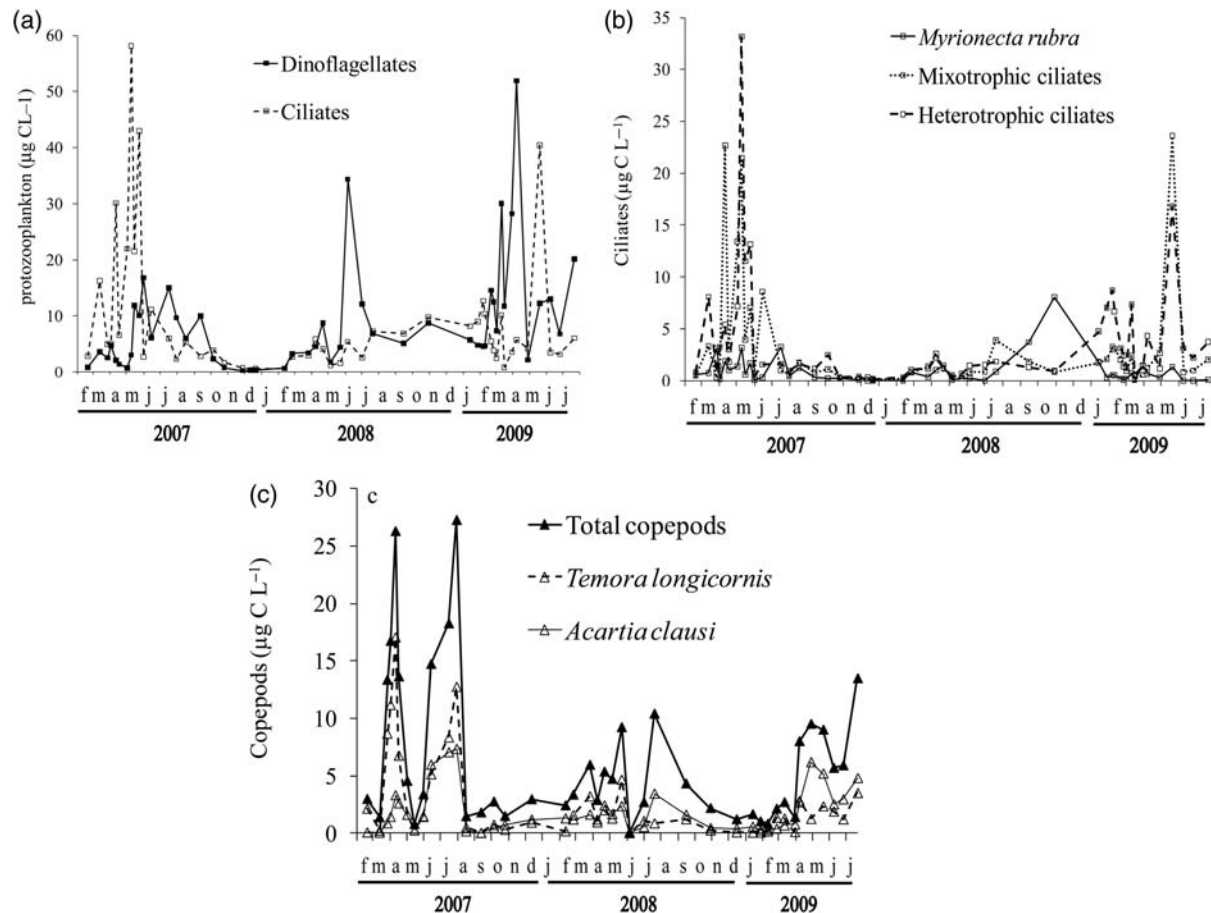 (a)
60
50
40
30
20
10
0
protozooplankton (µg CL–1)
Dinoflagellates
Ciliates
f m a m j j a s o n d j f m a m j j a s o n d j f m a m j j
2007 2008 2009
(b)
35
30
25
20
15
10
5
0
Ciliates (µg C L⁻¹)
Myrionecta rubra
Mixotrophic ciliates
Heterotrophic ciliates
f m a m j j a s o n d j f m a m j j a s o n d j f m a m j j
2007 2008 2009
(c)
c
30
25
20
15
10
5
0
Copepods (µg C L⁻¹)
Total copepods
Temora longicornis
Acartia clausi
f m a m j j a s o n d j f m a m j j a s o n d j f m a m j j
2007 2008 2009